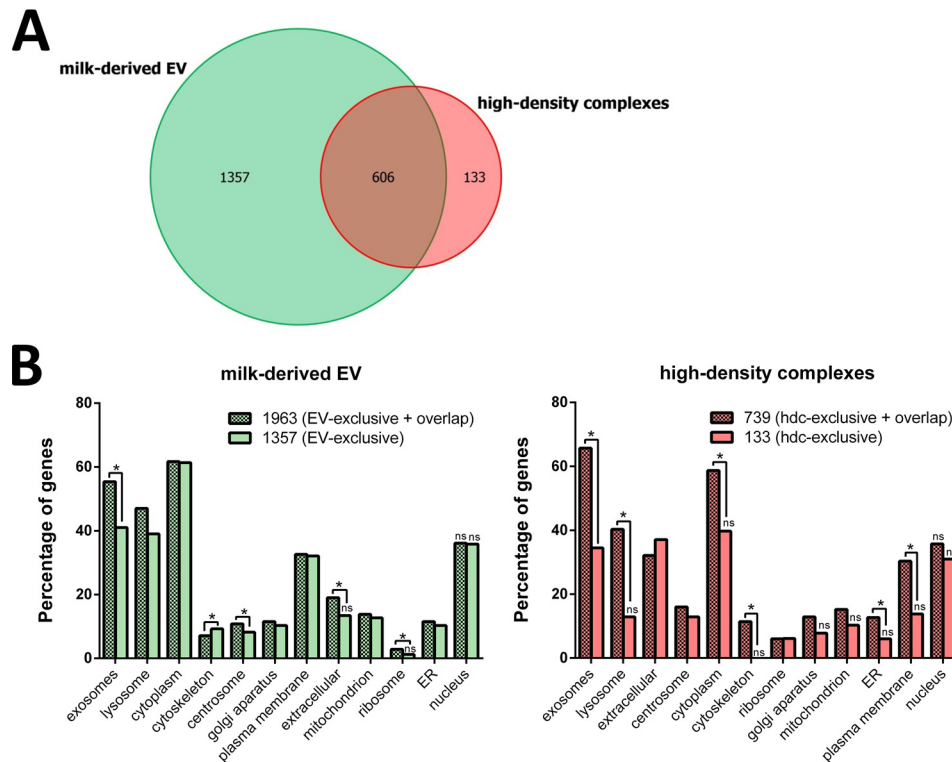 A
milk-derived EV
high-density complexes
1357
606
133
B
milk-derived EV
Percentage of genes
80
60
40
20
0
1963 (EV-exclusive + overlap)
1357 (EV-exclusive)
*
*
*
*
ns
*
ns
ns ns
exosomes
lysosome
cytoplasm
cytoskeleton
centrosome
golgi aparatus
plasma membrane
extracellular
mitochondrion
ribosome
ER
nucleus
high-density complexes
Percentage of genes
80
60
40
20
0
739 (hdc-exclusive + overlap)
133 (hdc-exclusive)
*
*
ns
*
ns
*
ns
ns
ns
*
ns
*
ns
ns
exosomes
lysosome
extracellular
centrosome
cytoplasm
cytoskeleton
ribosome
golgi aparatus
mitochondrion
ER
plasma membrane
nucleus